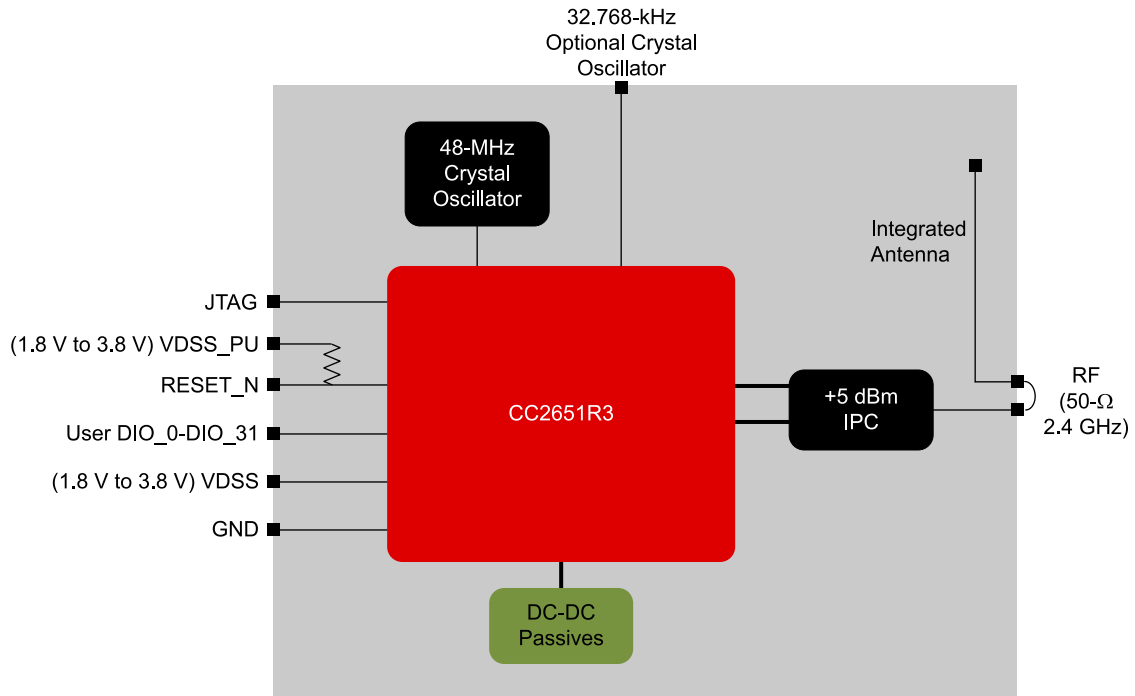 32.768-kHz
Optional Crystal
Oscillator
48-MHz
Crystal
Oscillator
Integrated
Antenna
JTAG
(1.8 V to 3.8 V) VDSS_PU
RESET_N
User DIO_0-DIO_31
(1.8 V to 3.8 V) VDSS
GND
CC2651R3
+5 dBm
IPC
RF
(50-Ω
2.4 GHz)
DC-DC
Passives